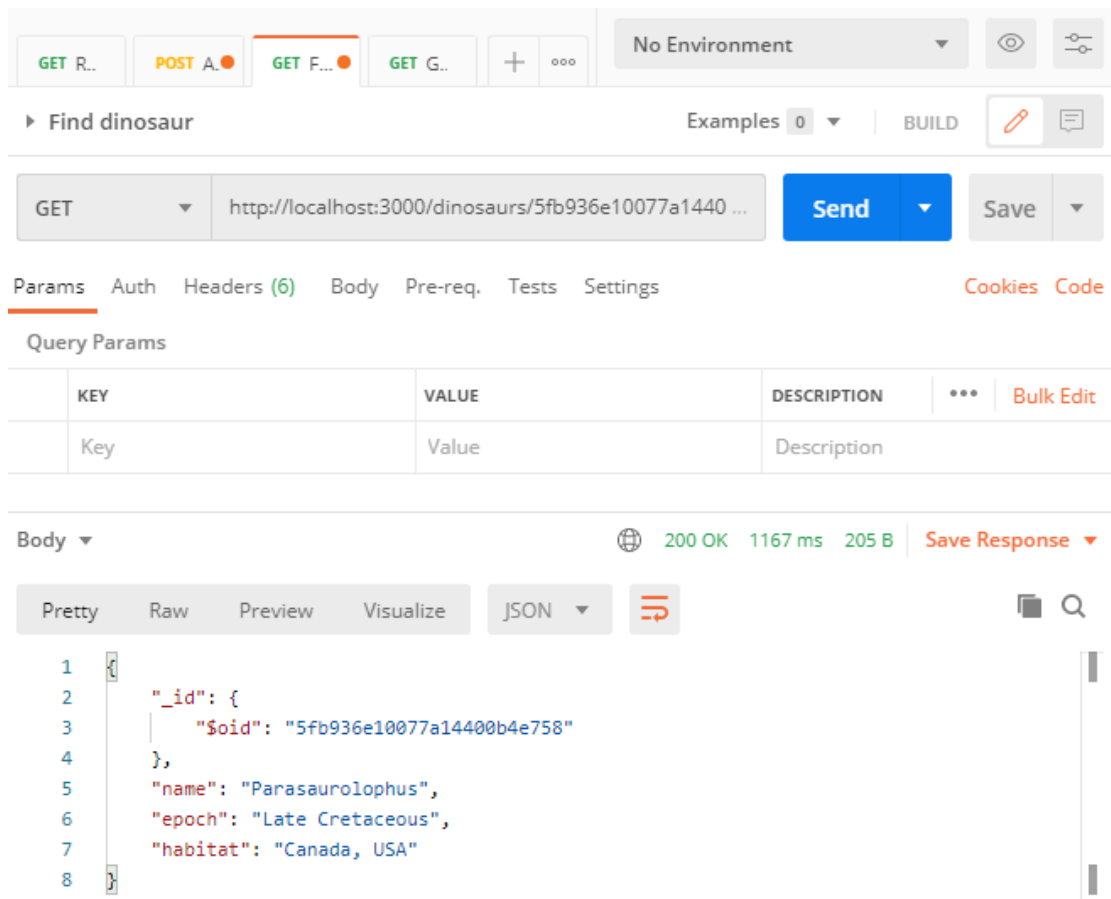 GET R..
POST A.
GET F...
GET G..
No Environment
Find dinosaur
Examples 0
BUILD
GET
http://localhost:3000/dinosaurs/5fb936e10077a1440 ...
Send
Save
Params Auth Headers (6) Body Pre-req. Tests Settings
Cookies Code
Query Params
KEY VALUE DESCRIPTION ••• Bulk Edit
Key Value Description
Body
200 OK 1167 ms 205 B Save Response
Pretty Raw Preview Visualize JSON
1 {
2 "_id": {
3 "$oid": "5fb936e10077a14400b4e758"
4 },
5 "name": "Parasaurolophus",
6 "epoch": "Late Cretaceous",
7 "habitat": "Canada, USA"
8 }